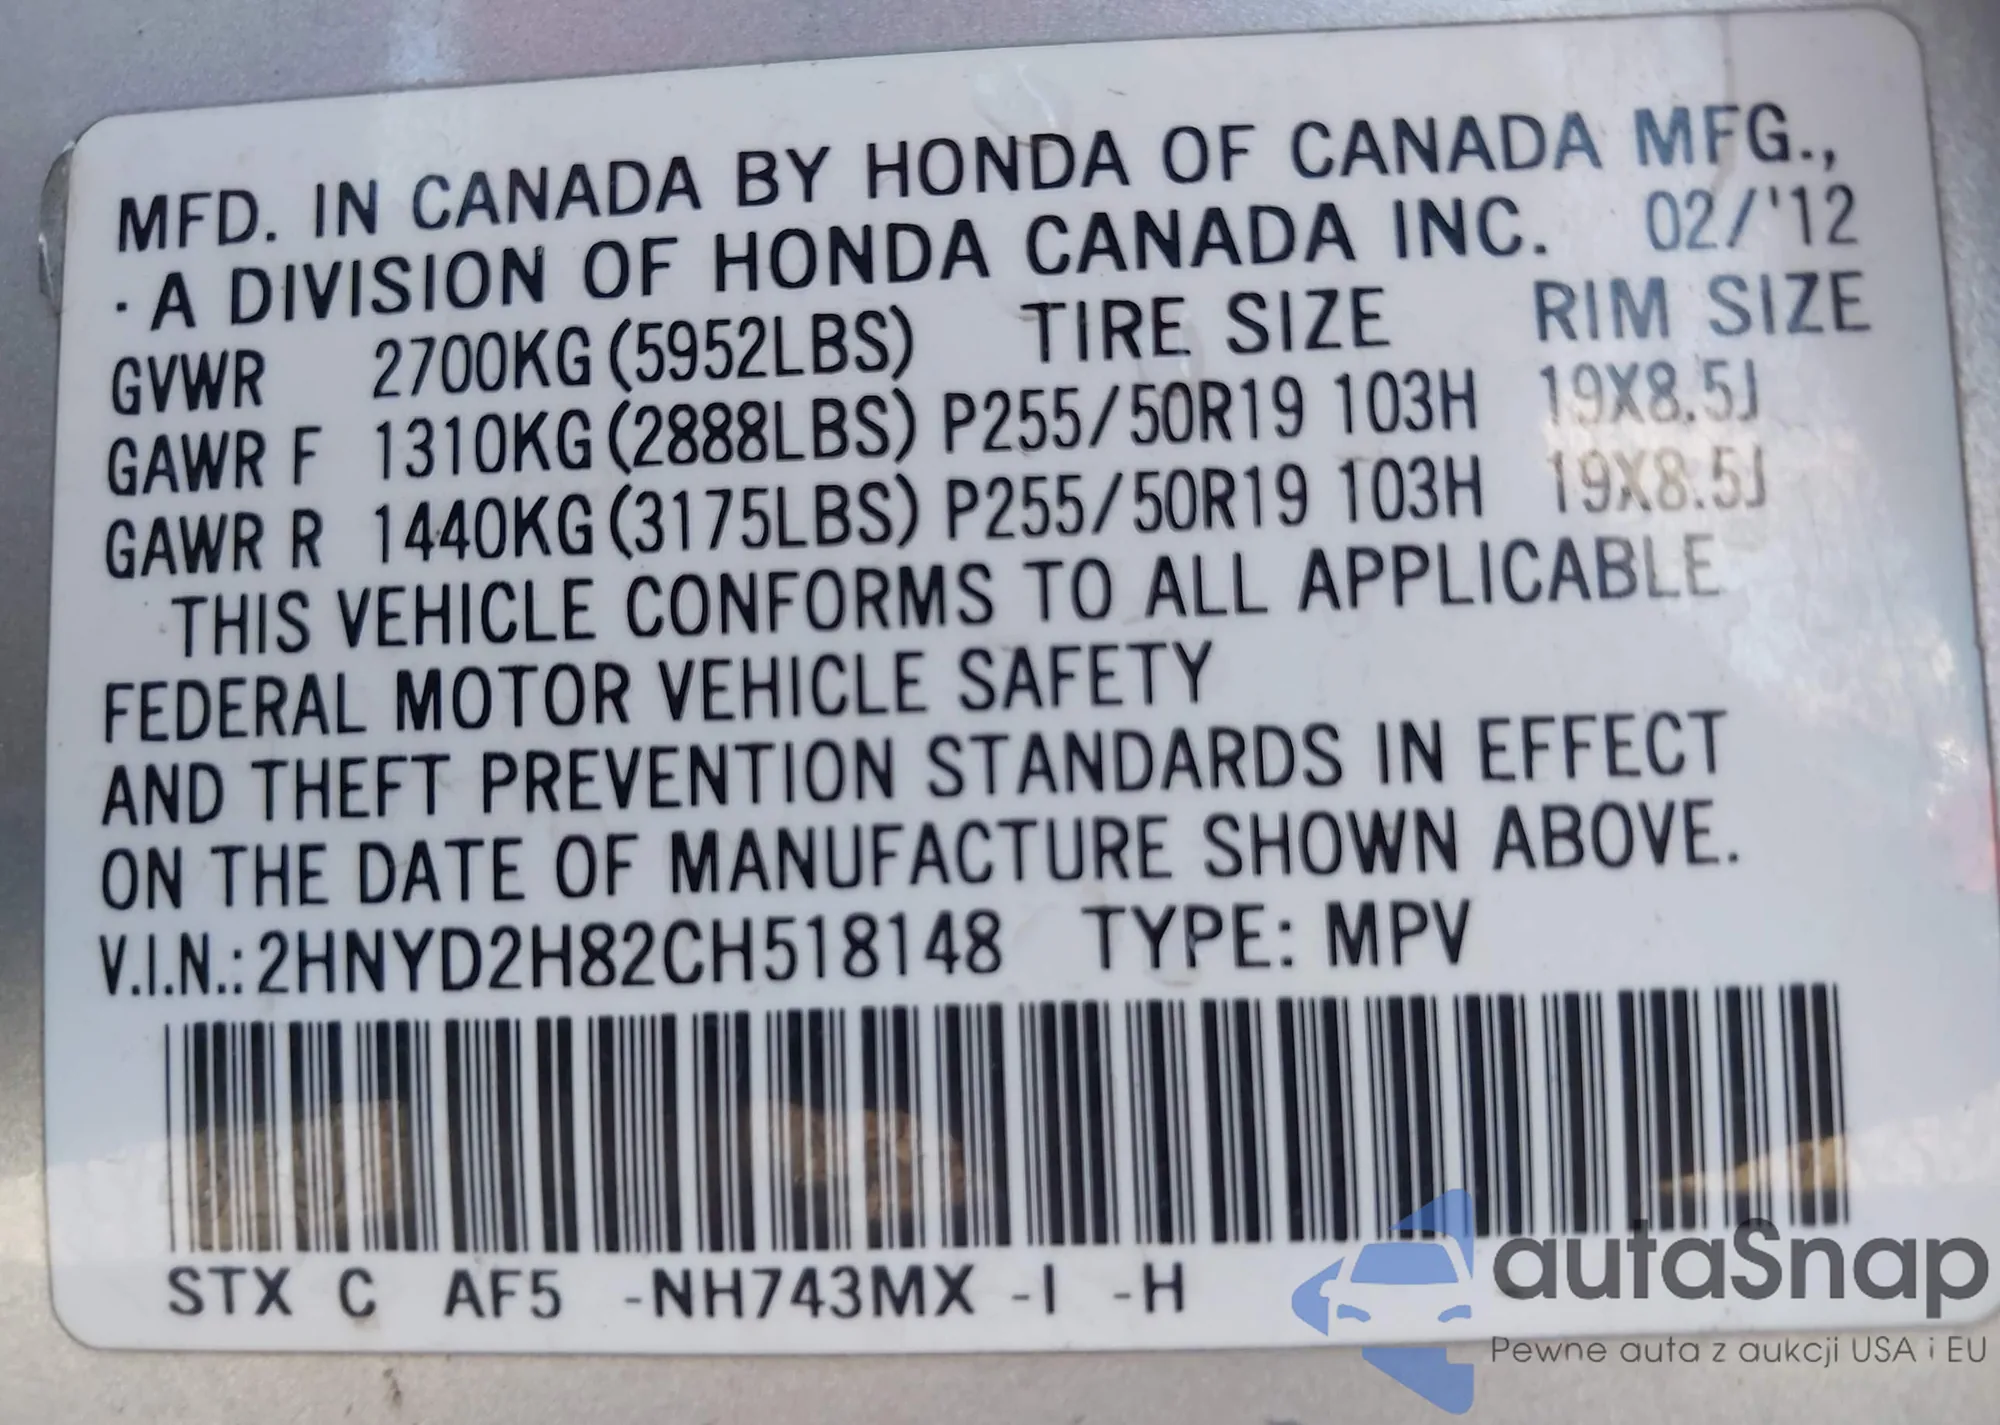 MFD. IN CANADA BY HONDA OF CANADA MFG.,
· A DIVISION OF HONDA CANADA INC. 02/'12
GVWR 2700KG (5952LBS) TIRE SIZE RIM SIZE
GAWR F 1310KG (2888LBS) P255/50R19 103H 19X8.5J
GAWR R 1440KG (3175LBS) P255/50R19 103H 19X8.5J
THIS VEHICLE CONFORMS TO ALL APPLICABLE
FEDERAL MOTOR VEHICLE SAFETY
AND THEFT PREVENTION STANDARDS IN EFFECT
ON THE DATE OF MANUFACTURE SHOWN ABOVE.
V.I.N.: 2HNYD2H82CH518148 TYPE: MPV
STX C AF5 -NH743MX -I -H
autaSnap
Pewne auta z aukcji USA i EU